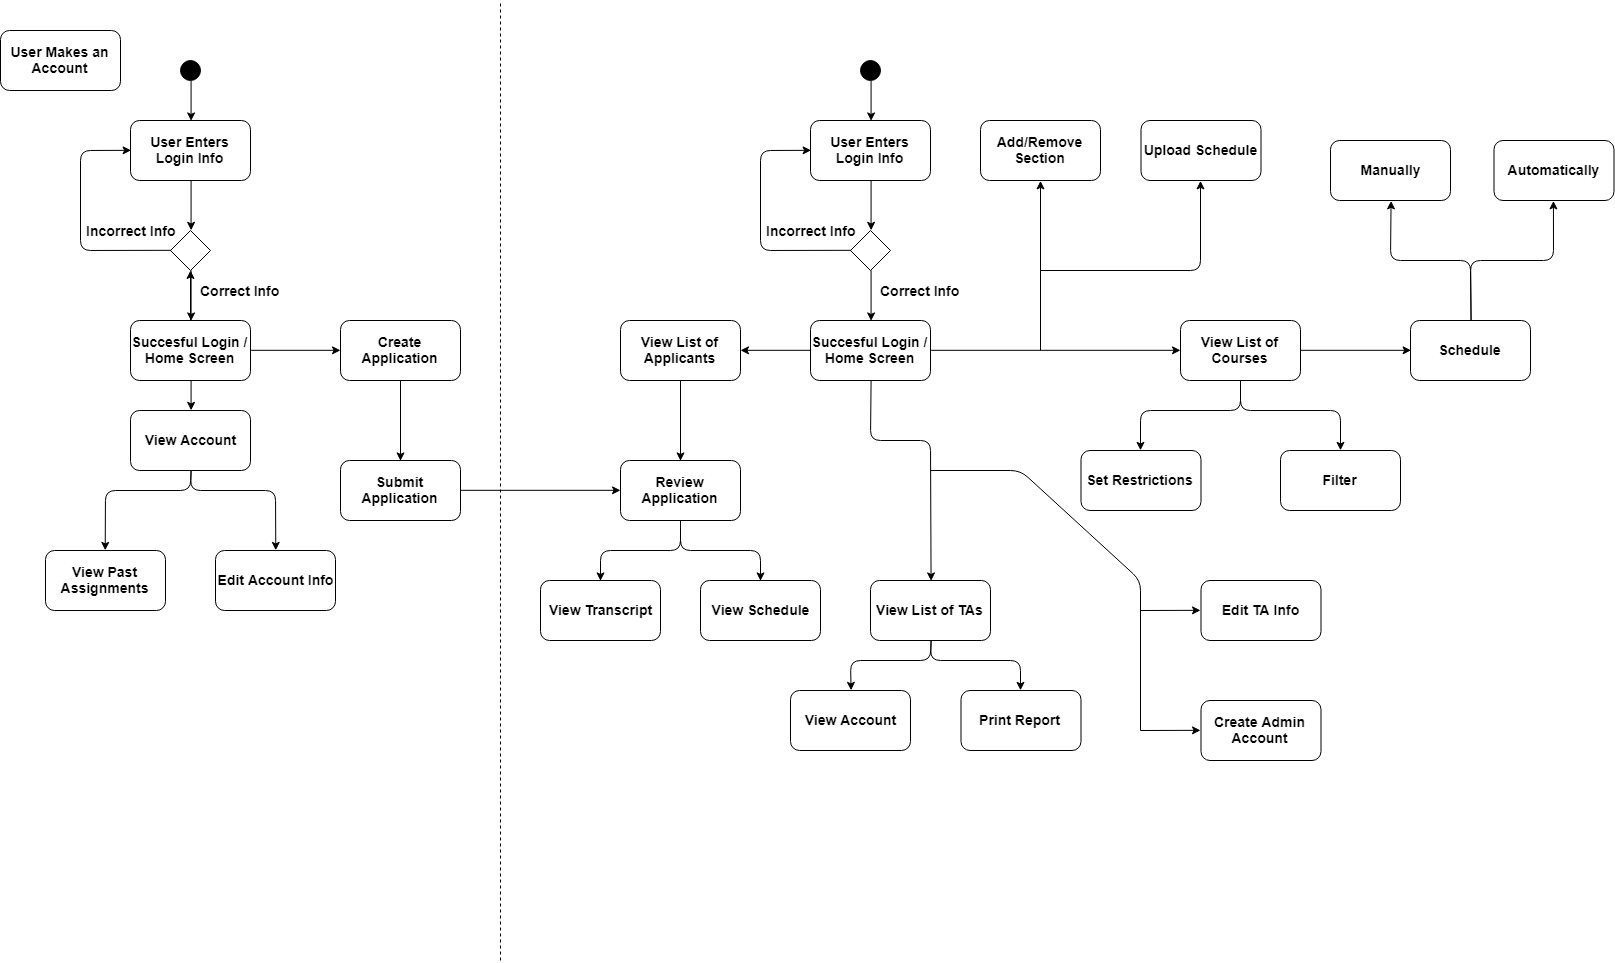 User Makes an
Account
User Enters
Login Info
Incorrect Info
Correct Info
Succesful Login /
Home Screen
Create
Application
View Account
Submit
Application
View Past
Assignments
Edit Account Info
User Enters
Login Info
Add/Remove
Section
Upload Schedule
Manually
Automatically
Incorrect Info
Correct Info
View List of
Applicants
Succesful Login /
Home Screen
View List of
Courses
Schedule
Review
Application
Set Restrictions
Filter
View Transcript
View Schedule
View List of TAs
Edit TA Info
View Account
Print Report
Create Admin
Account